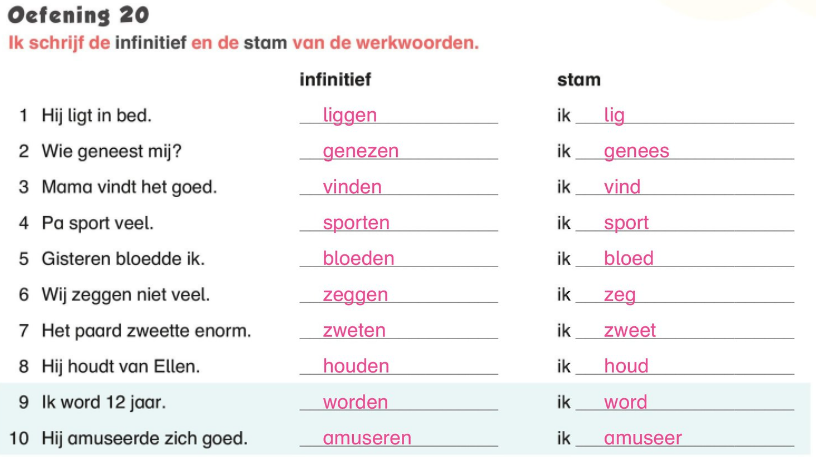 Oefening 20
Ik schrijf de infinitief en de stam van de werkwoorden.
infinitief stam
1 Hij ligt in bed. liggen ik lig
2 Wie geneest mij? genezen ik genees
3 Mama vindt het goed. vinden ik vind
4 Pa sport veel. sporten ik sport
5 Gisteren bloedde ik. bloeden ik bloed
6 Wij zeggen niet veel. zeggen ik zeg
7 Het paard zweette enorm. zweten ik zweet
8 Hij houdt van Ellen. houden ik houd
9 Ik word 12 jaar. worden ik word
10 Hij amuseerde zich goed. amuseren ik amuseer